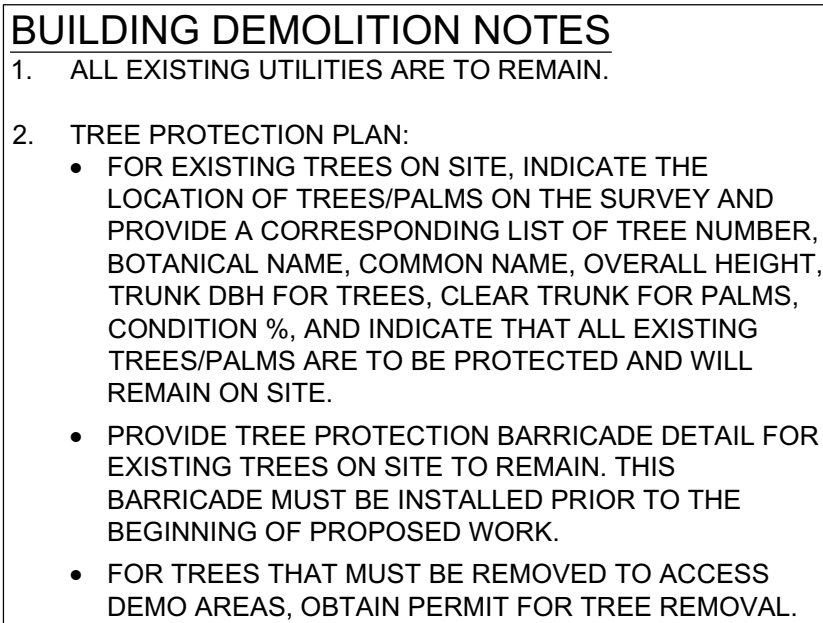 BUILDING DEMOLITION NOTES
1. ALL EXISTING UTILITIES ARE TO REMAIN.
2. TREE PROTECTION PLAN:
• FOR EXISTING TREES ON SITE, INDICATE THE
LOCATION OF TREES/PALMS ON THE SURVEY AND
PROVIDE A CORRESPONDING LIST OF TREE NUMBER,
BOTANICAL NAME, COMMON NAME, OVERALL HEIGHT,
TRUNK DBH FOR TREES, CLEAR TRUNK FOR PALMS,
CONDITION %, AND INDICATE THAT ALL EXISTING
TREES/PALMS ARE TO BE PROTECTED AND WILL
REMAIN ON SITE.
• PROVIDE TREE PROTECTION BARRICADE DETAIL FOR
EXISTING TREES ON SITE TO REMAIN. THIS
BARRICADE MUST BE INSTALLED PRIOR TO THE
BEGINNING OF PROPOSED WORK.
• FOR TREES THAT MUST BE REMOVED TO ACCESS
DEMO AREAS, OBTAIN PERMIT FOR TREE REMOVAL.